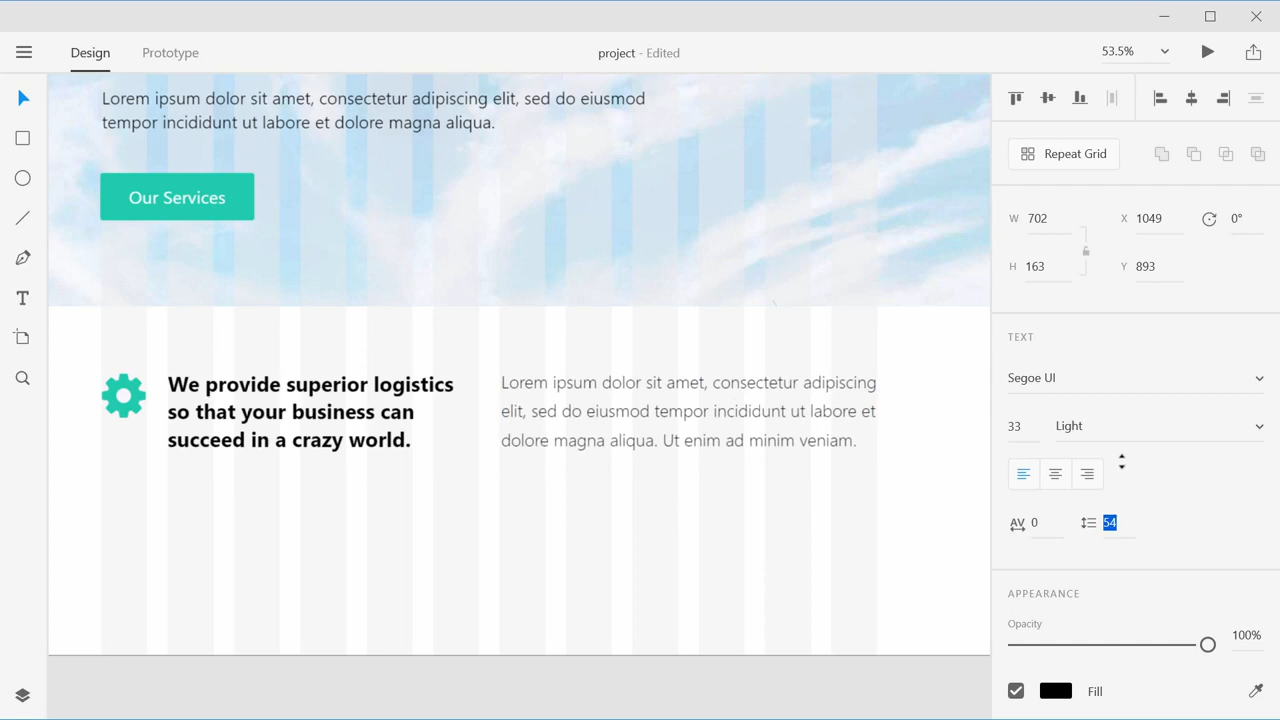 Design
Prototype
project - Edited
53.5%
Lorem ipsum dolor sit amet, consectetur adipiscing elit, sed do eiusmod
tempor incididunt ut labore et dolore magna aliqua.
Our Services
We provide superior logistics
so that your business can
succeed in a crazy world.
Lorem ipsum dolor sit amet, consectetur adipiscing
elit, sed do eiusmod tempor incididunt ut labore et
dolore magna aliqua. Ut enim ad minim veniam.
Repeat Grid
W 702
X 1049
0°
H 163
Y 893
TEXT
Segoe UI
33
Light
AV 0
54
APPEARANCE
Opacity
100%
Fill